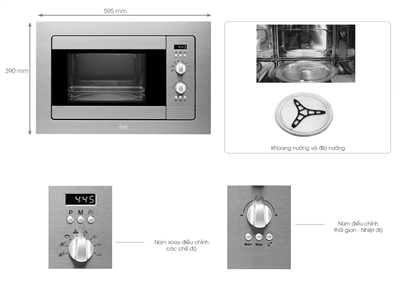 595 mm
390 mm
Khoang nướng và đĩa nướng
4:45
P M
Núm xoay điều chỉnh
các chế độ
Start Stop
Núm điều chỉnh
thời gian - Nhiệt độ